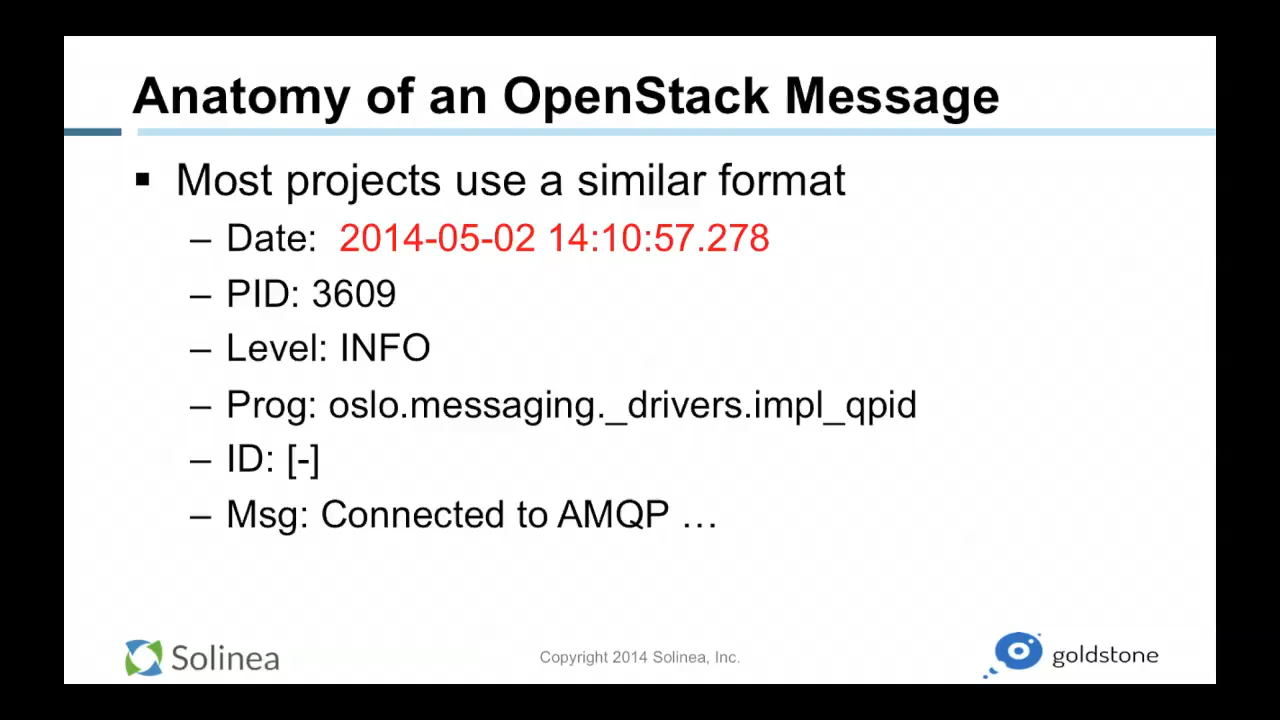 Anatomy of an OpenStack Message
▪ Most projects use a similar format
– Date: 2014-05-02 14:10:57.278
– PID: 3609
– Level: INFO
– Prog: oslo.messaging._drivers.impl_qpid
– ID: [-]
– Msg: Connected to AMQP …
Solinea
Copyright 2014 Solinea, Inc.
goldstone